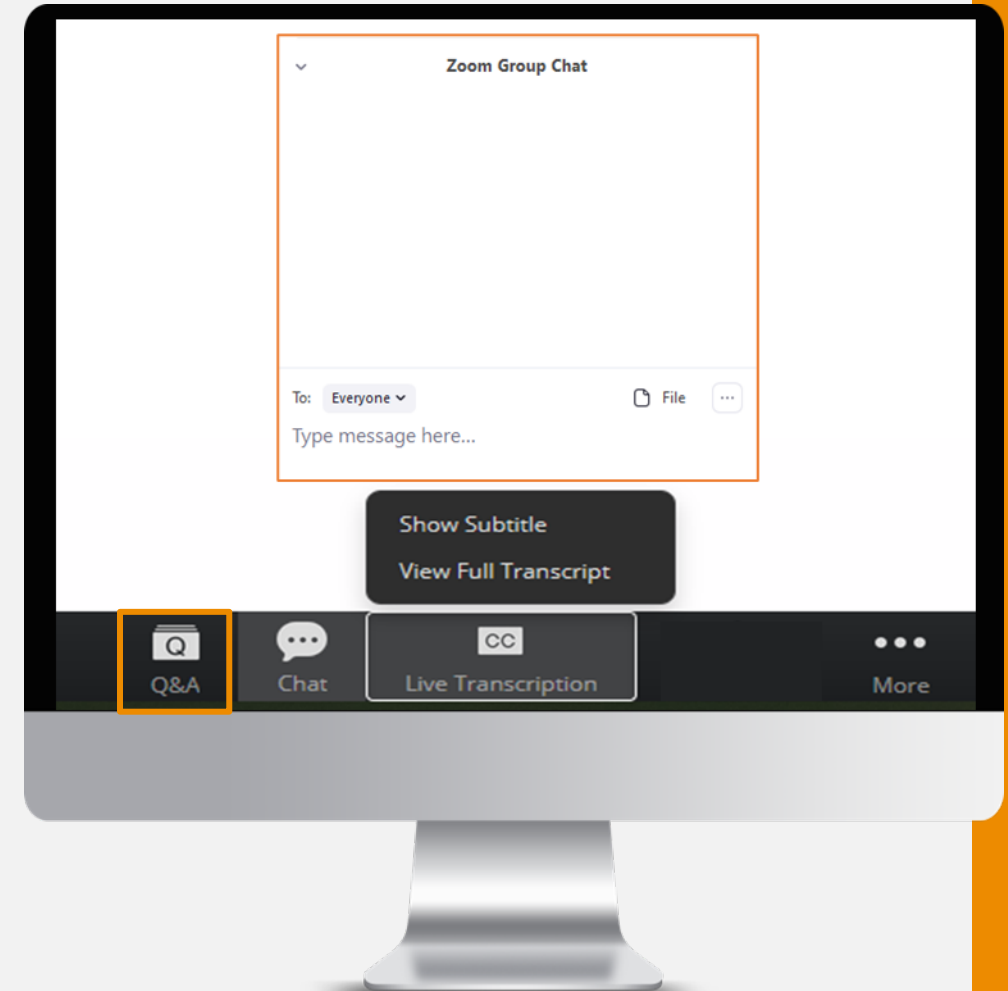 Zoom Group Chat
To: Everyone File
Type message here...
Show Subtitle
View Full Transcript
Q
CC
Q&A Chat Live Transcription More